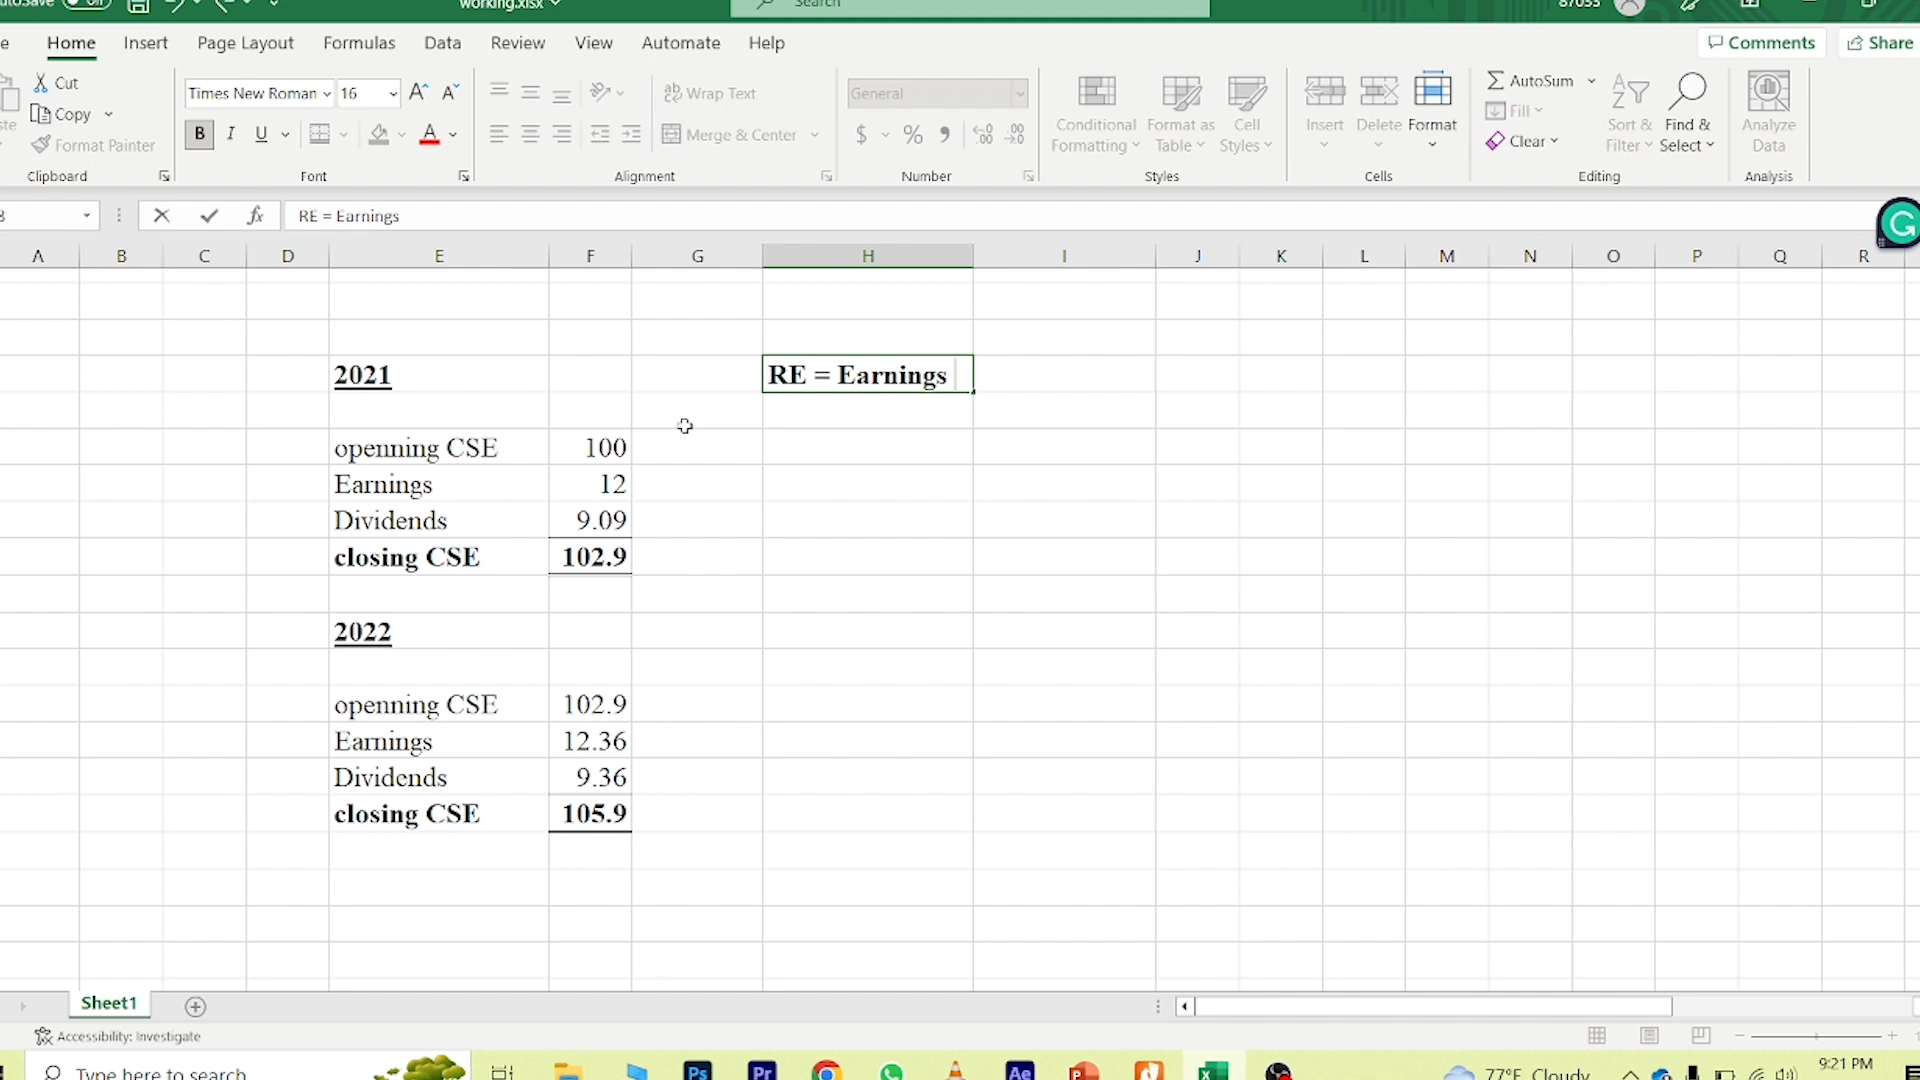 working.xlsx
Search
87033
Home Insert Page Layout Formulas Data Review View Automate Help
Comments Share
Cut
Copy
Format Painter
Clipboard
Times New Roman 16
B I U
Font
Wrap Text
Merge & Center
Alignment
General
$ %
Number
Conditional Formatting
Format as Table
Cell Styles
Styles
Insert Delete Format
Cells
AutoSum
Fill
Clear
Sort & Filter
Find & Select
Editing
Analyze Data
Analysis
fx RE = Earnings
A B C D E F G H I J K L M N O P Q R
2021 RE = Earnings
openning CSE 100
Earnings 12
Dividends 9.09
closing CSE 102.9
2022
openning CSE 102.9
Earnings 12.36
Dividends 9.36
closing CSE 105.9
Sheet1
Accessibility: Investigate
Type here to search
Ps Pr Ae
77°F Cloudy
9:21 PM